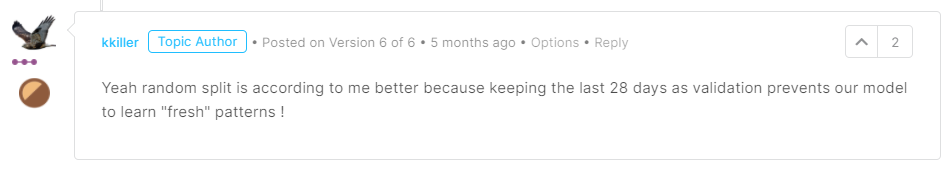 kkiller Topic Author • Posted on Version 6 of 6 • 5 months ago • Options • Reply 2
Yeah random split is according to me better because keeping the last 28 days as validation prevents our model
to learn "fresh" patterns !